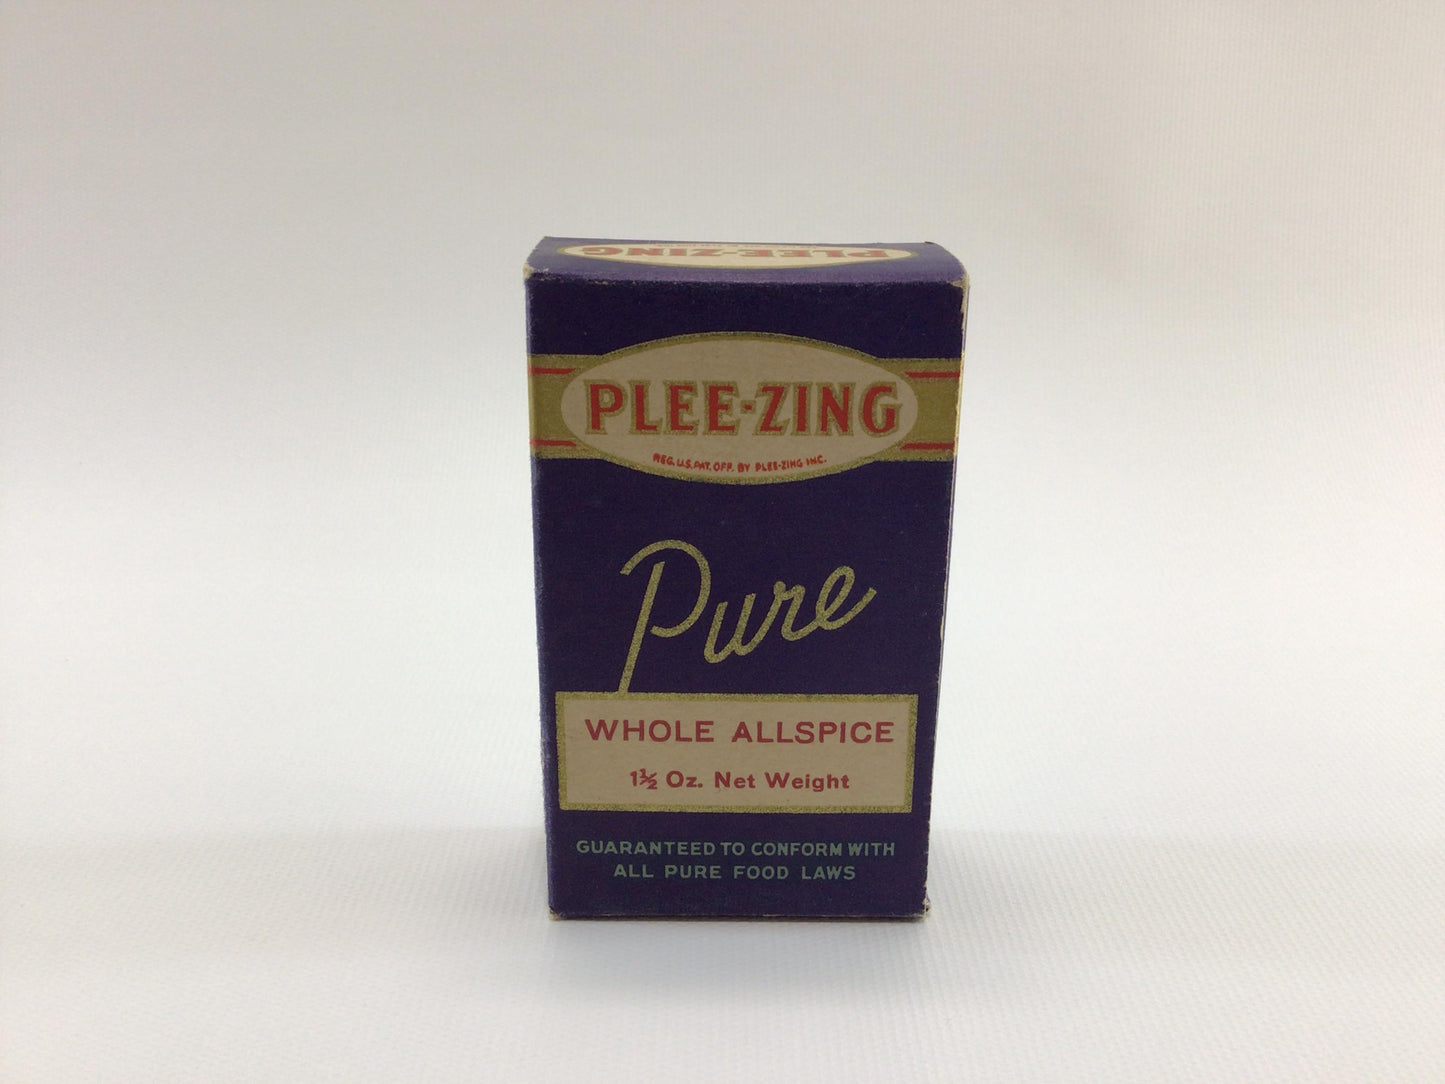 PLEE-ZING
PLEE-ZING
REG. U.S. PAT. OFF. BY PLEE-ZING INC.
Pure
WHOLE ALLSPICE
1½ Oz. Net Weight
GUARANTEED TO CONFORM WITH
ALL PURE FOOD LAWS